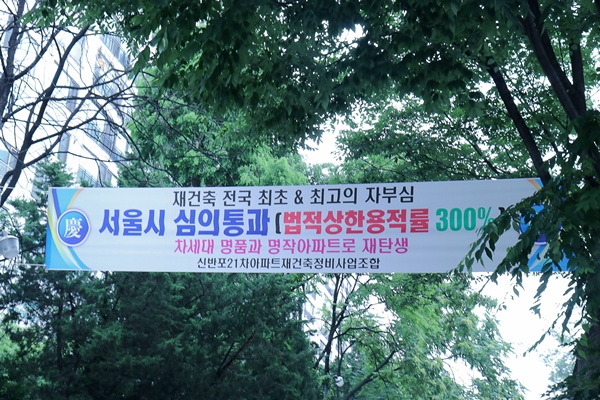 재건축 전국 최초 & 최고의 자부심
慶 서울시 심의통과 (법적상한용적률 300%
차세대 명품과 명작아파트로 재탄생
신반포21차아파트재건축정비사업조합